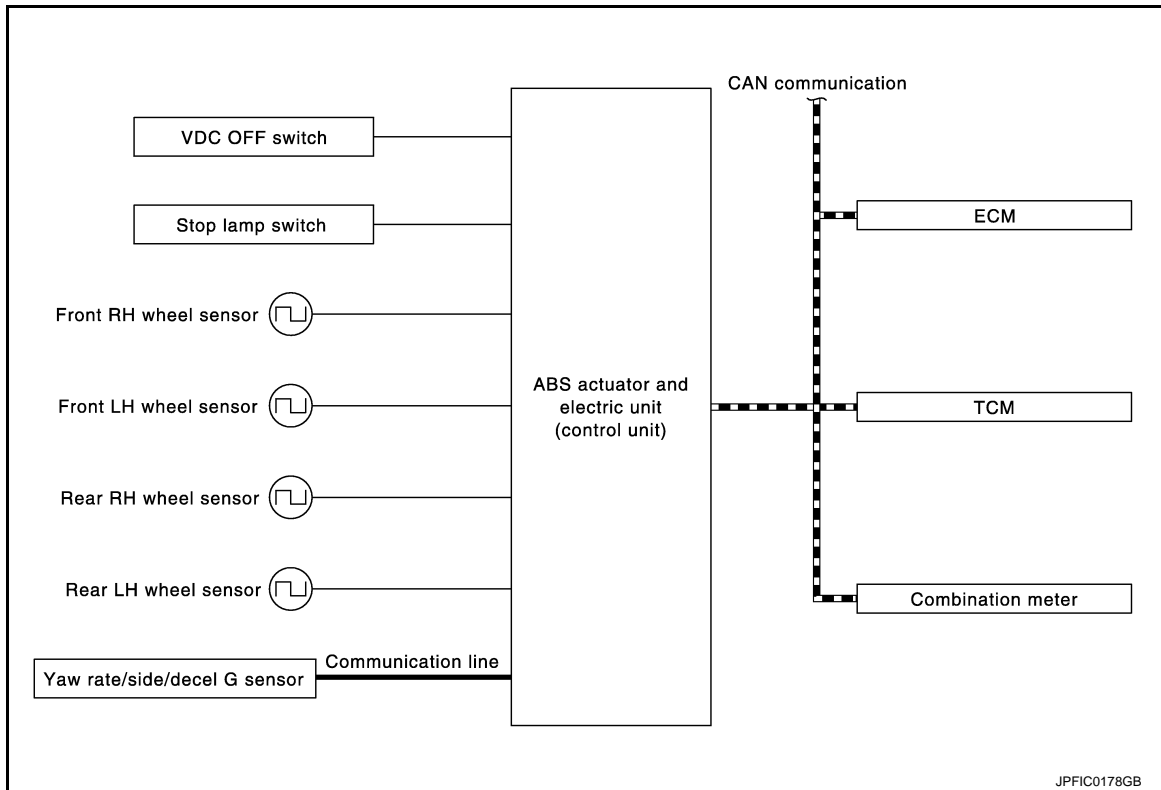 CAN communication
VDC OFF switch
Stop lamp switch
ECM
Front RH wheel sensor
ABS actuator and
electric unit
(control unit)
Front LH wheel sensor
TCM
Rear RH wheel sensor
Rear LH wheel sensor
Combination meter
Communication line
Yaw rate/side/decel G sensor
JPFIC0178GB